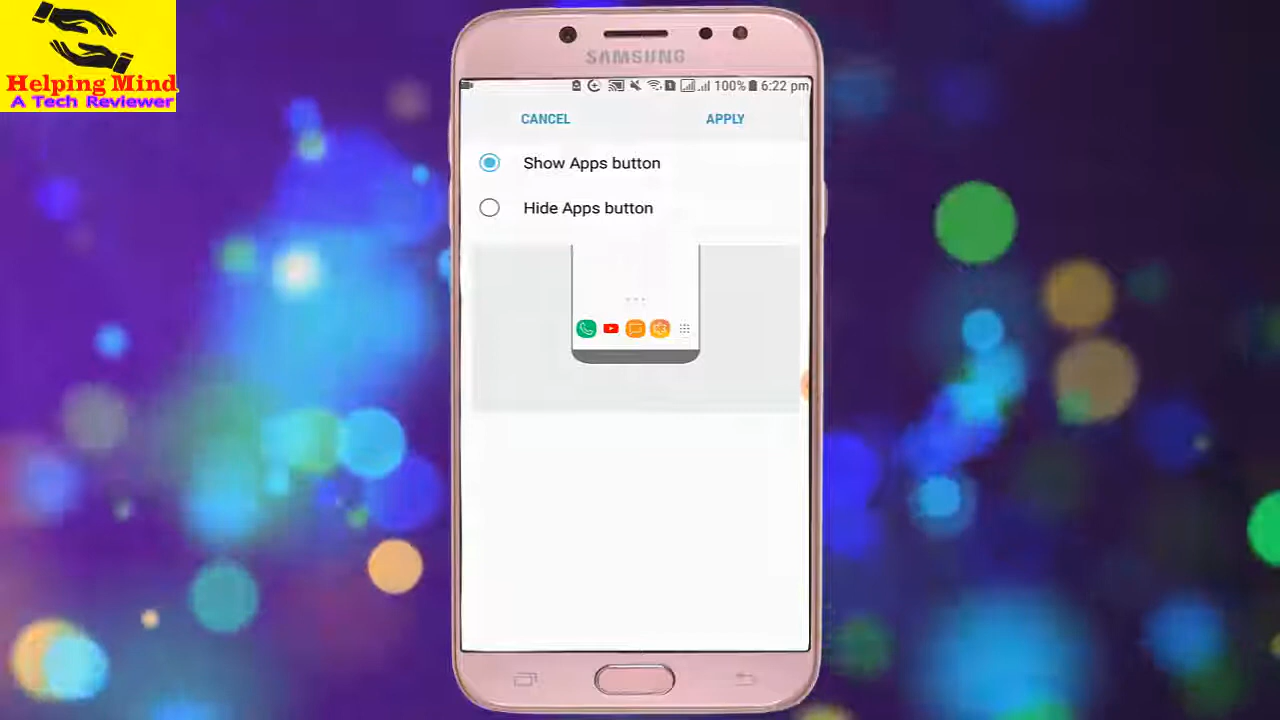 Helping Mind
A Tech Reviewer
SAMSUNG
100% 6:22 pm
CANCEL APPLY
Show Apps button
Hide Apps button